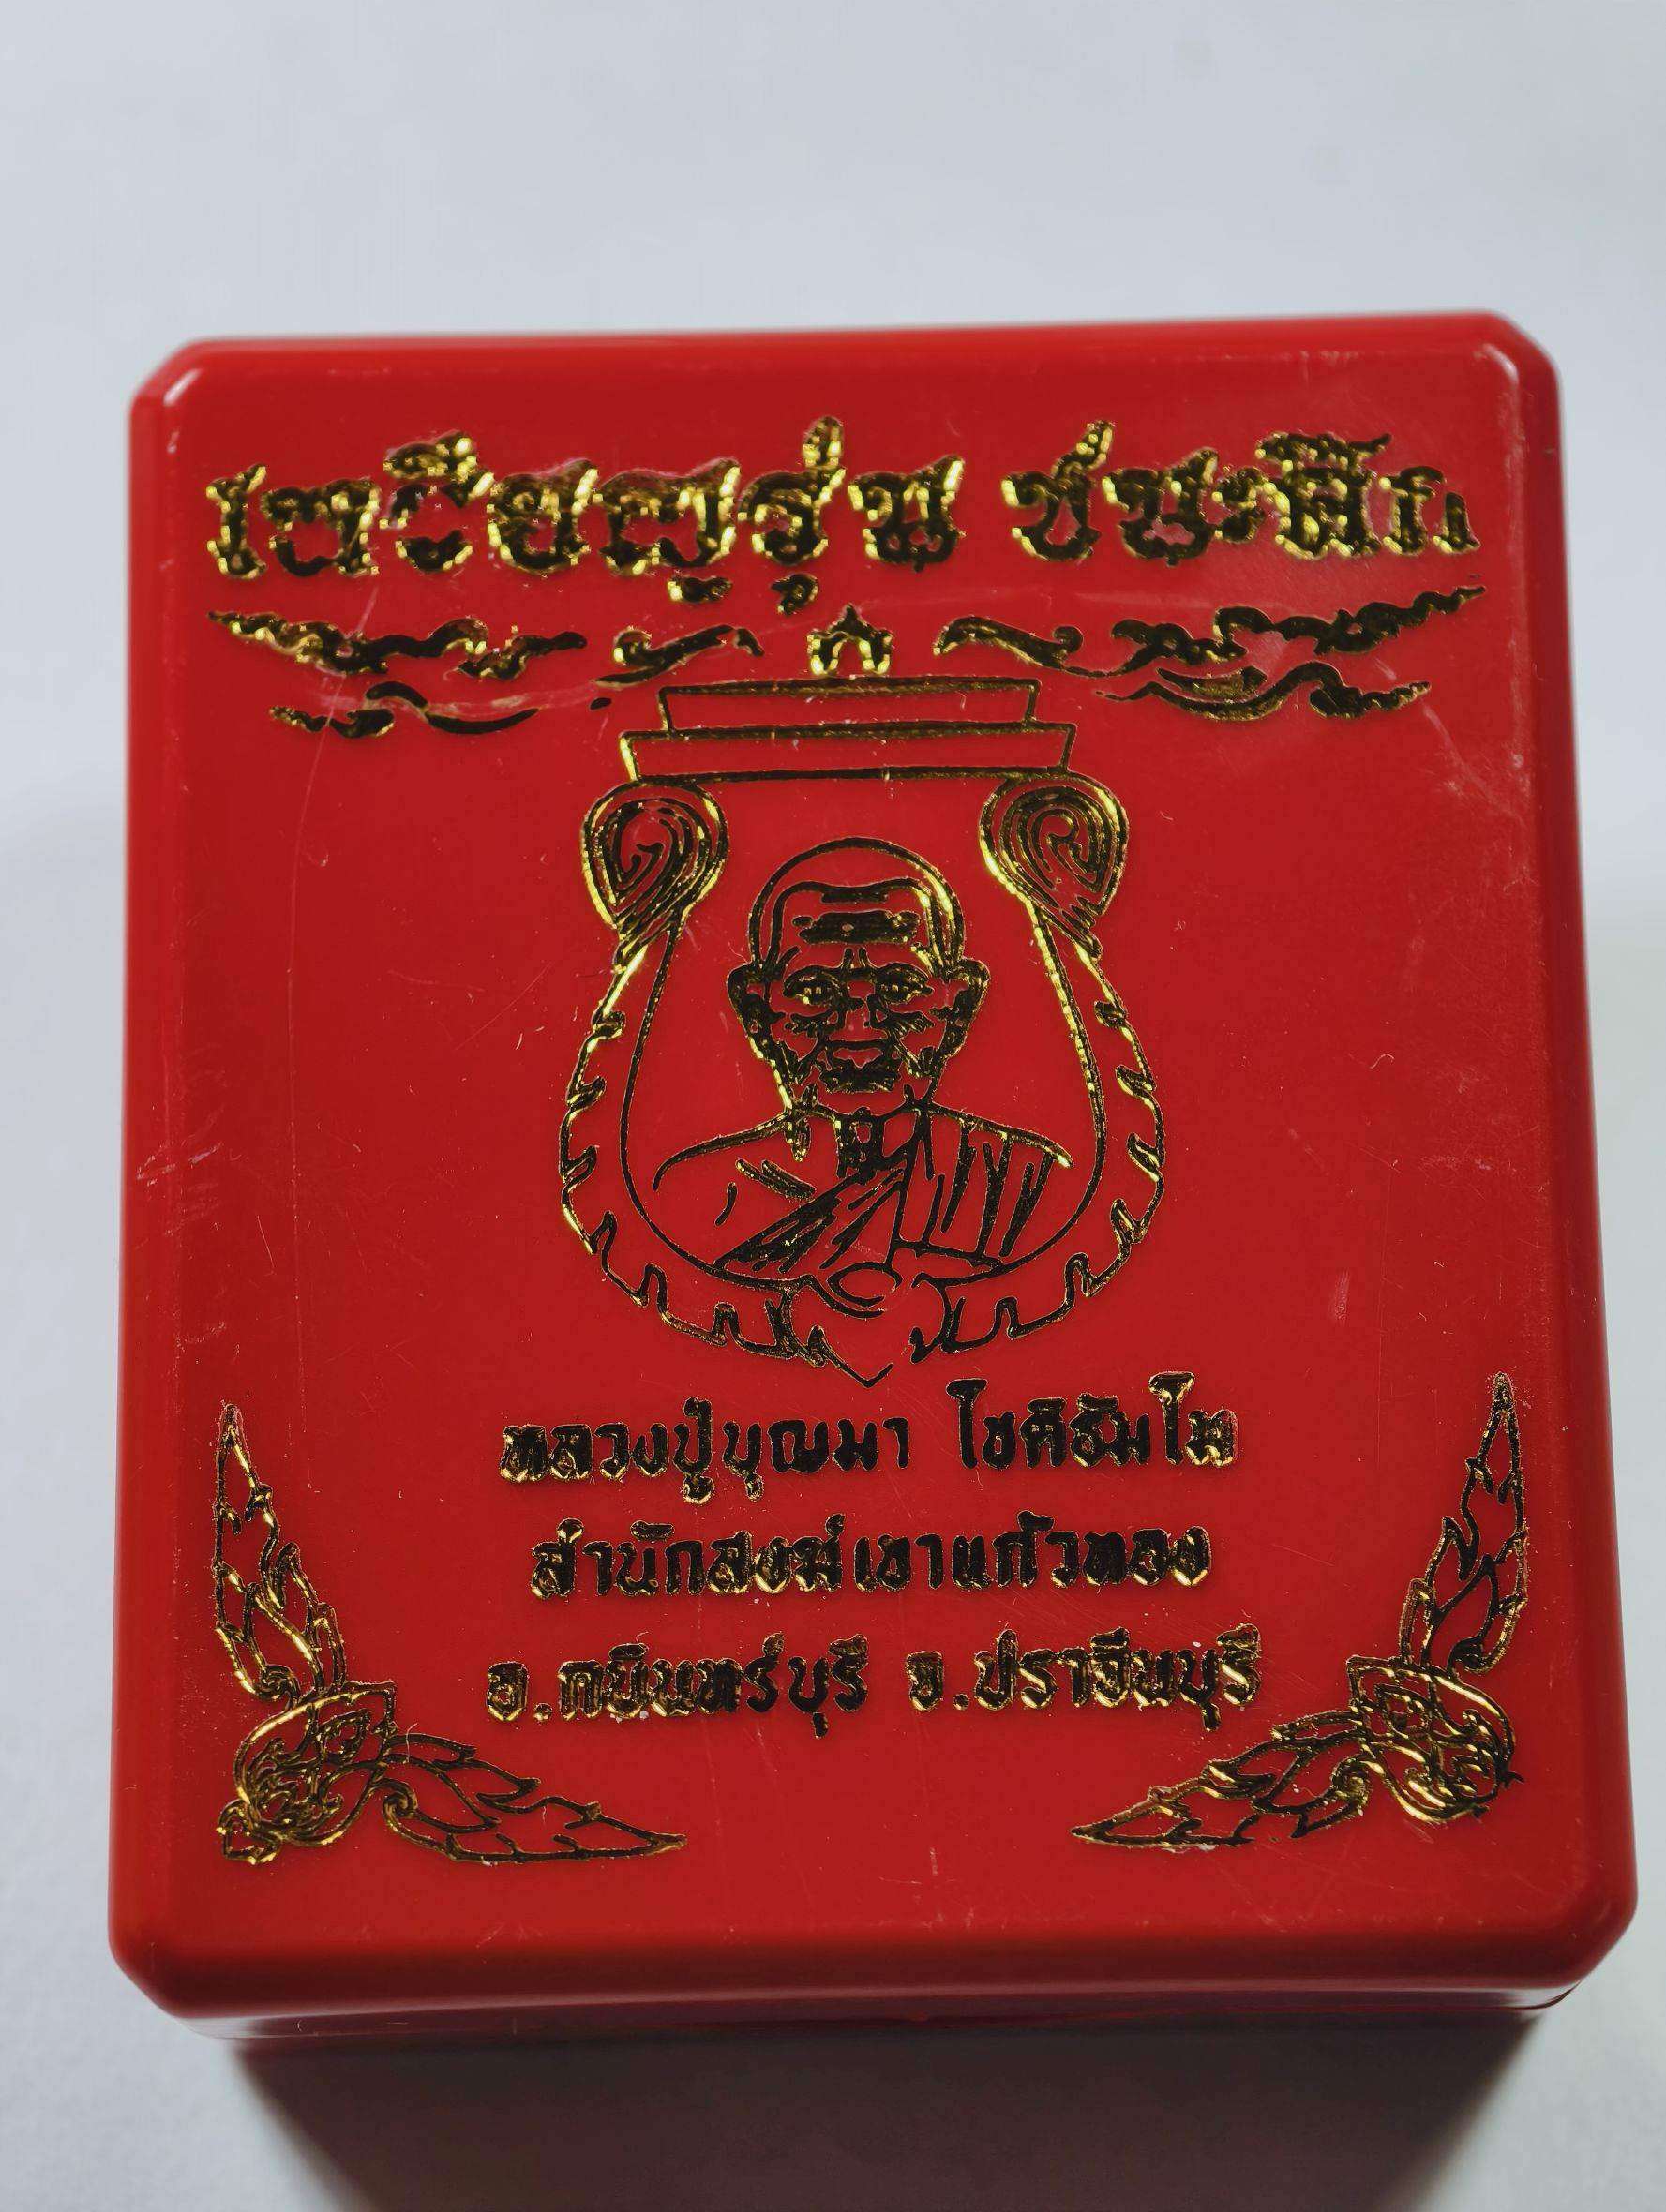 เหรียญรุ่น ชนะศึก
หลวงปู่บุญมา โชติธัมโม
สำนักสงฆ์เขาแก้วทอง
อ.กบินทร์บุรี จ.ปราจีนบุรี